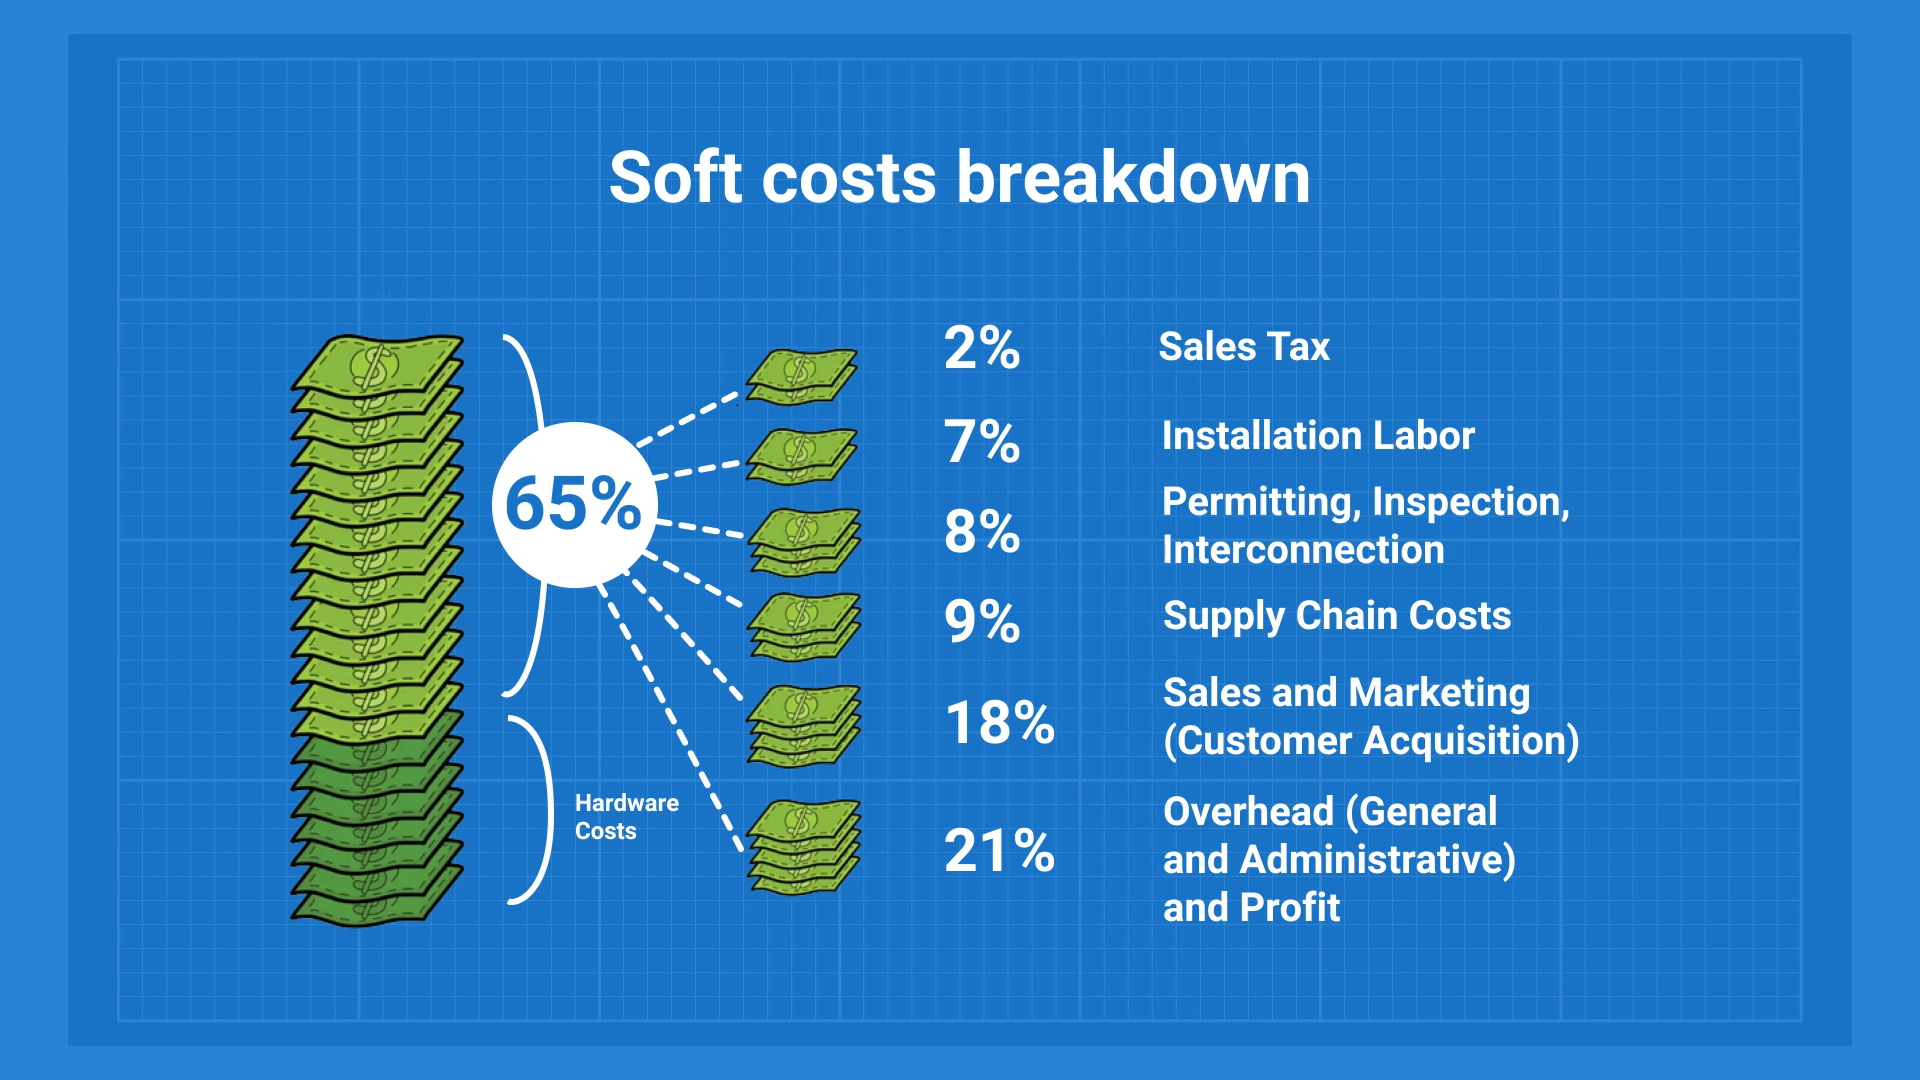 Soft costs breakdown
65%
Hardware
Costs
2%
Sales Tax
7%
Installation Labor
8%
Permitting, Inspection,
Interconnection
9%
Supply Chain Costs
18%
Sales and Marketing
(Customer Acquisition)
21%
Overhead (General
and Administrative)
and Profit